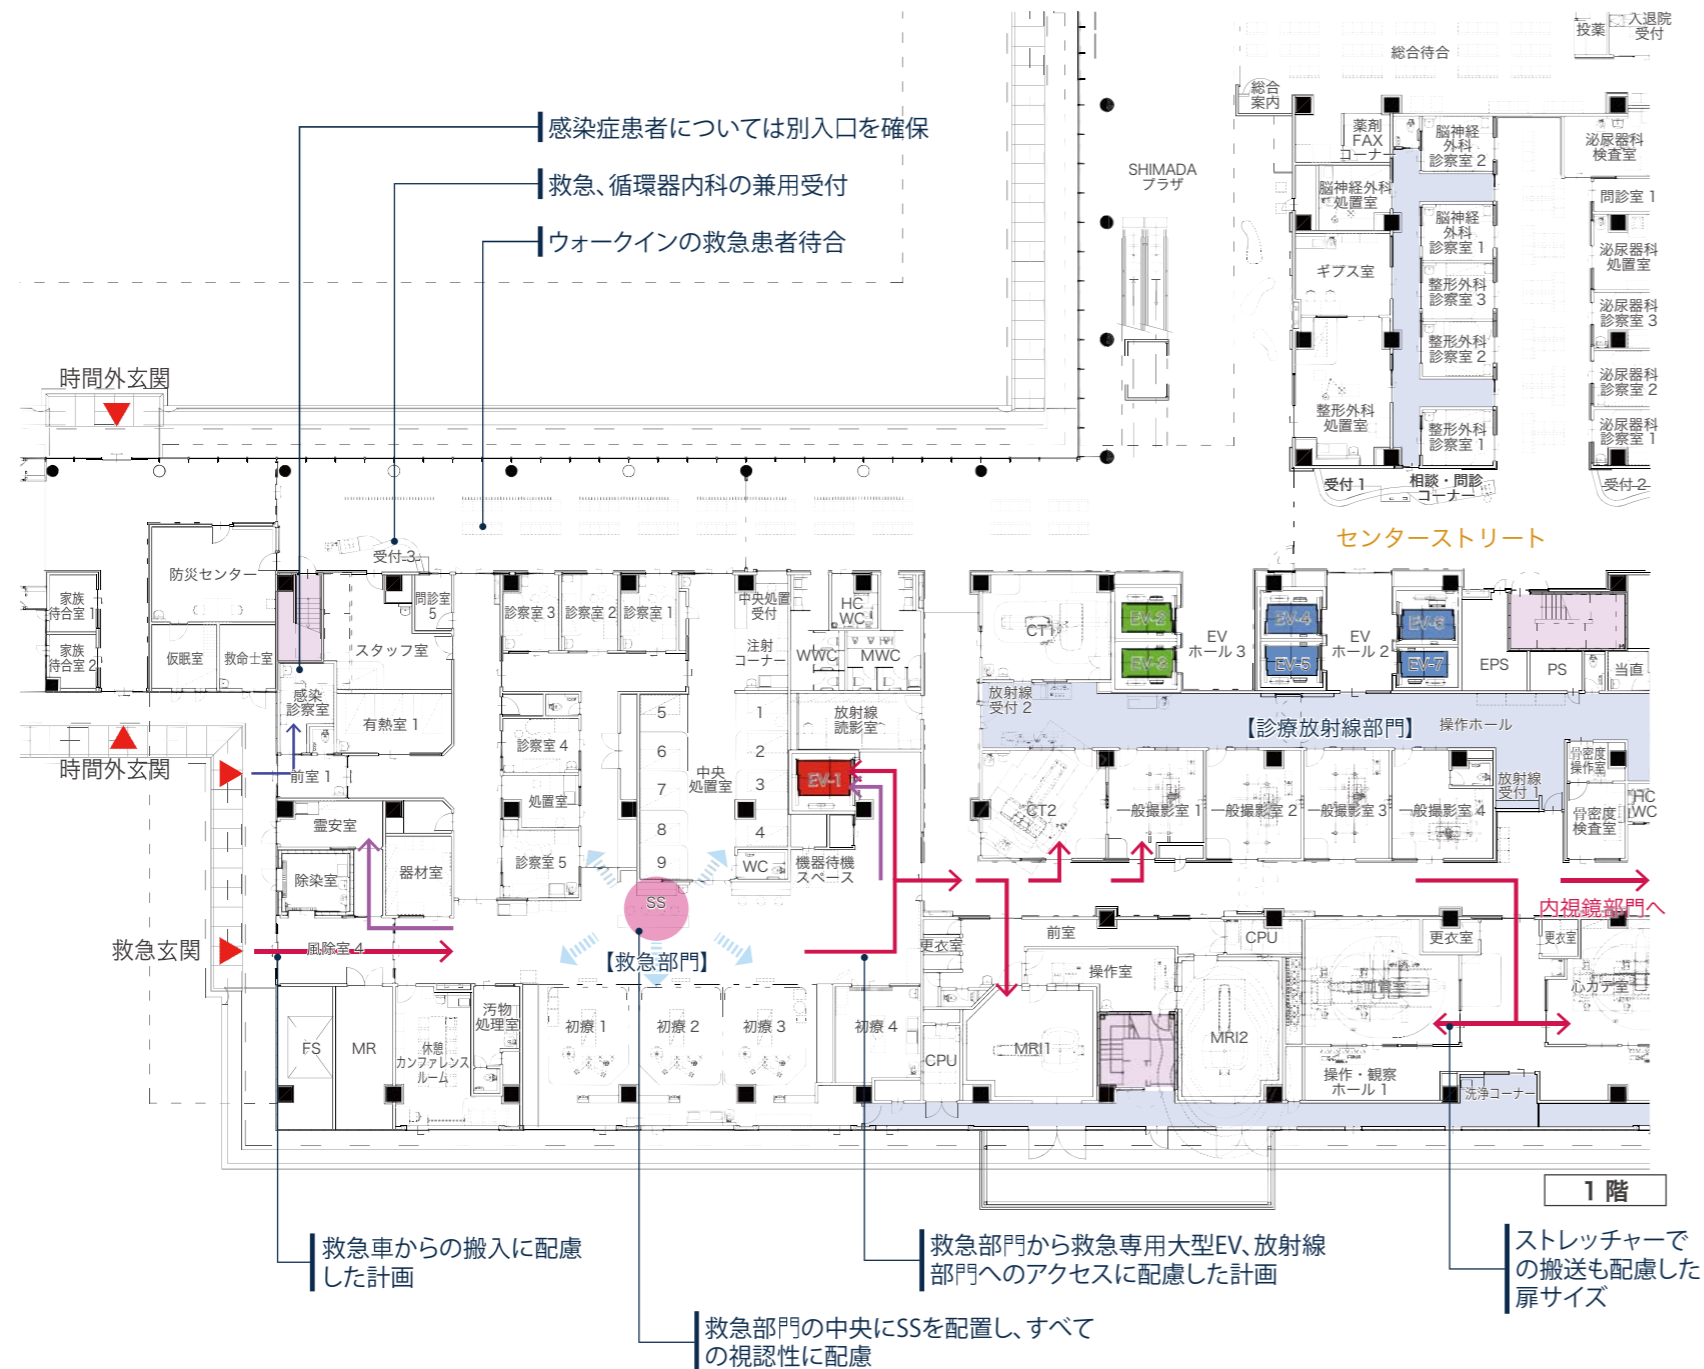 投薬
入退院
受付
総合待合
総合
案内
薬剤
FAX
コーナー
脳神経
外科
診察室 2
泌尿器科
検査室
感染症患者については別入口を確保
救急、循環器内科の兼用受付
ウォークインの救急患者待合
SHIMADA
プラザ
脳神経外科
処置室
問診室 1
脳神経
外科
診察室 1
泌尿器科
処置室
ギプス室
整形外科
診察室 3
泌尿器科
診察室 3
整形外科
診察室 2
泌尿器科
診察室 2
整形外科
処置室
整形外科
診察室 1
泌尿器科
診察室 1
受付 1
相談・問診
コーナー
受付 2
時間外玄関
センターストリート
受付 3
防災センター
家族
待合室 1
家族
待合室 2
仮眠室
救命士室
スタッフ室
問診室
5
診察室 3
診察室 2
診察室 1
中央処置
受付
注射
コーナー
HC
WC
WWC
MWC
CT1
EV-2
EV-3
EV
ホール 3
EV-4
EV-5
EV
ホール 2
EV-6
EV-7
EPS
PS
当直
感染
診察室
有熱室 1
前室 1
時間外玄関
診察室 4
処置室
診察室 5
5
6
7
8
9
中央
処置室
1
2
3
4
WC
放射線
読影室
EV-1
機器待機
スペース
放射線
受付 2
【診療放射線部門】
操作ホール
CT2
一般撮影室 1
一般撮影室 2
一般撮影室 3
一般撮影室 4
放射線
受付 1
骨密度
操作室
骨密度
検査室
HC
WC
霊安室
除染室
器材室
救急玄関
風除室 4
SS
【救急部門】
内視鏡部門へ
更衣室
前室
操作室
CPU
更衣室
更衣室
血管室
心カテ室
FS
MR
休憩
カンファレンス
ルーム
汚物
処理室
初療 1
初療 2
初療 3
初療 4
CPU
MRI1
MRI2
操作・観察
ホール 1
洗浄コーナー
1 階
救急車からの搬入に配慮
した計画
救急部門の中央にSSを配置し、すべて
の視認性に配慮
救急部門から救急専用大型EV、放射線
部門へのアクセスに配慮した計画
ストレッチャーで
の搬送も配慮した
扉サイズ